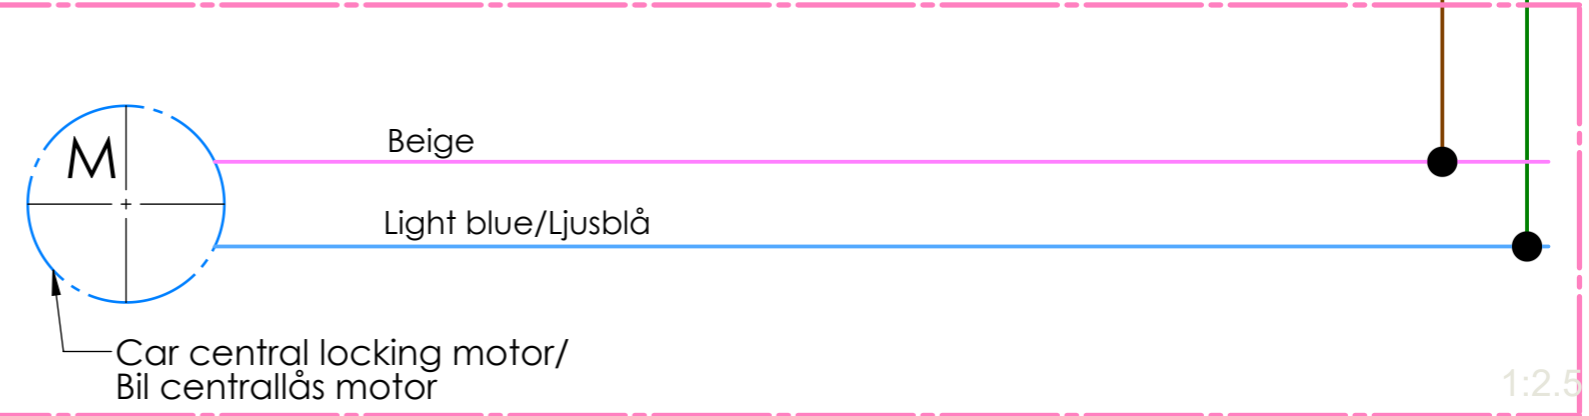 Beige
M
Light blue/Ljusblå
Car central locking motor/
Bil centrallås motor
1:2.5